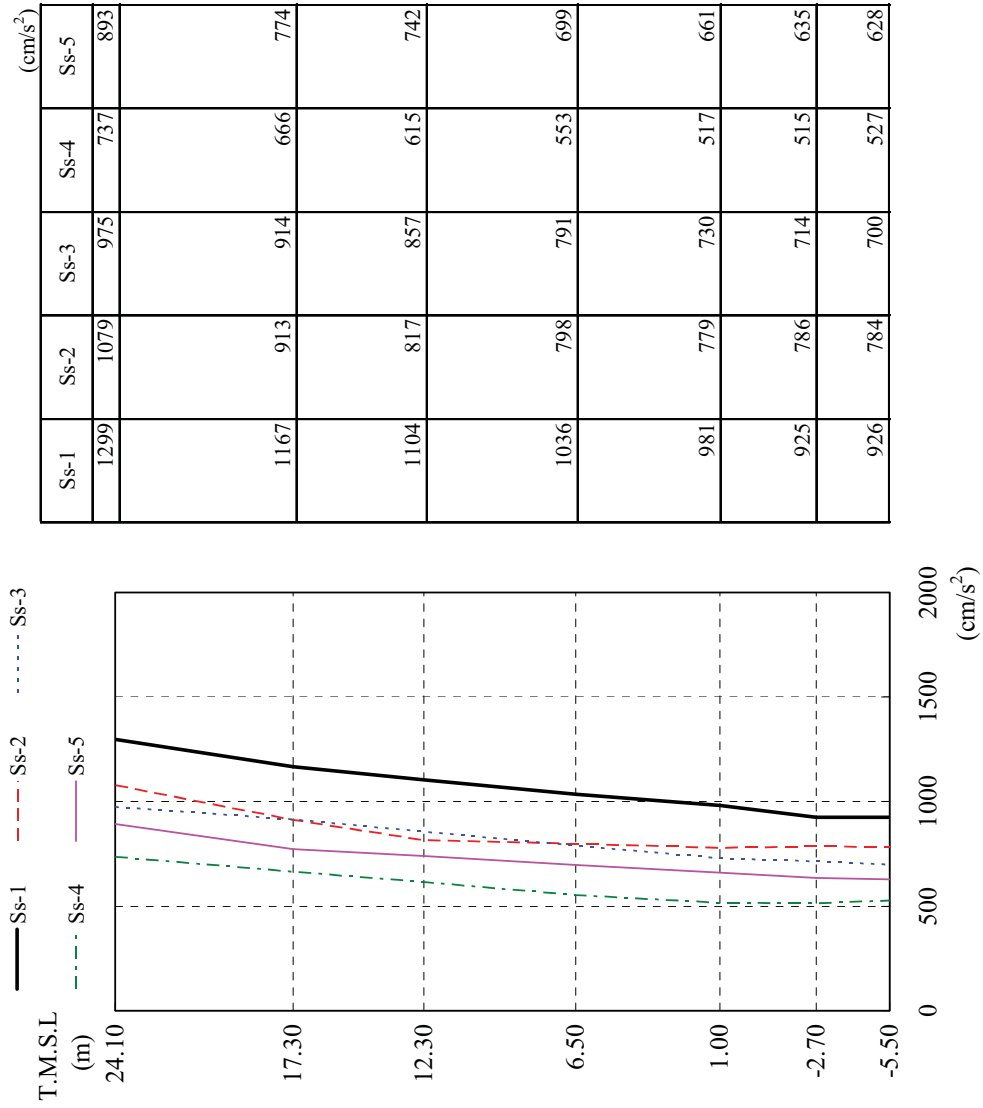 Ss-1 Ss-2 Ss-3
Ss-4 Ss-5
T.M.S.L
(m)
24.10
17.30
12.30
6.50
1.00
-2.70
-5.50
0 500 1000 1500 2000
(cm/s²)
(cm/s²)
Ss-1 Ss-2 Ss-3 Ss-4 Ss-5
1299 1079 975 737 893
1167 913 914 666 774
1104 817 857 615 742
1036 798 791 553 699
981 779 730 517 661
925 786 714 515 635
926 784 700 527 628